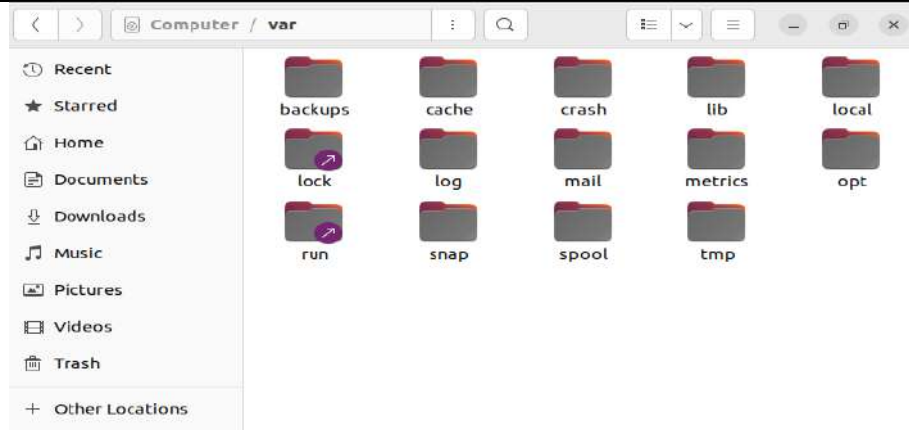 Computer / var
Recent
Starred
Home
Documents
Downloads
Music
Pictures
Videos
Trash
+ Other Locations
backups cache crash lib local
lock log mail metrics opt
run snap spool tmp